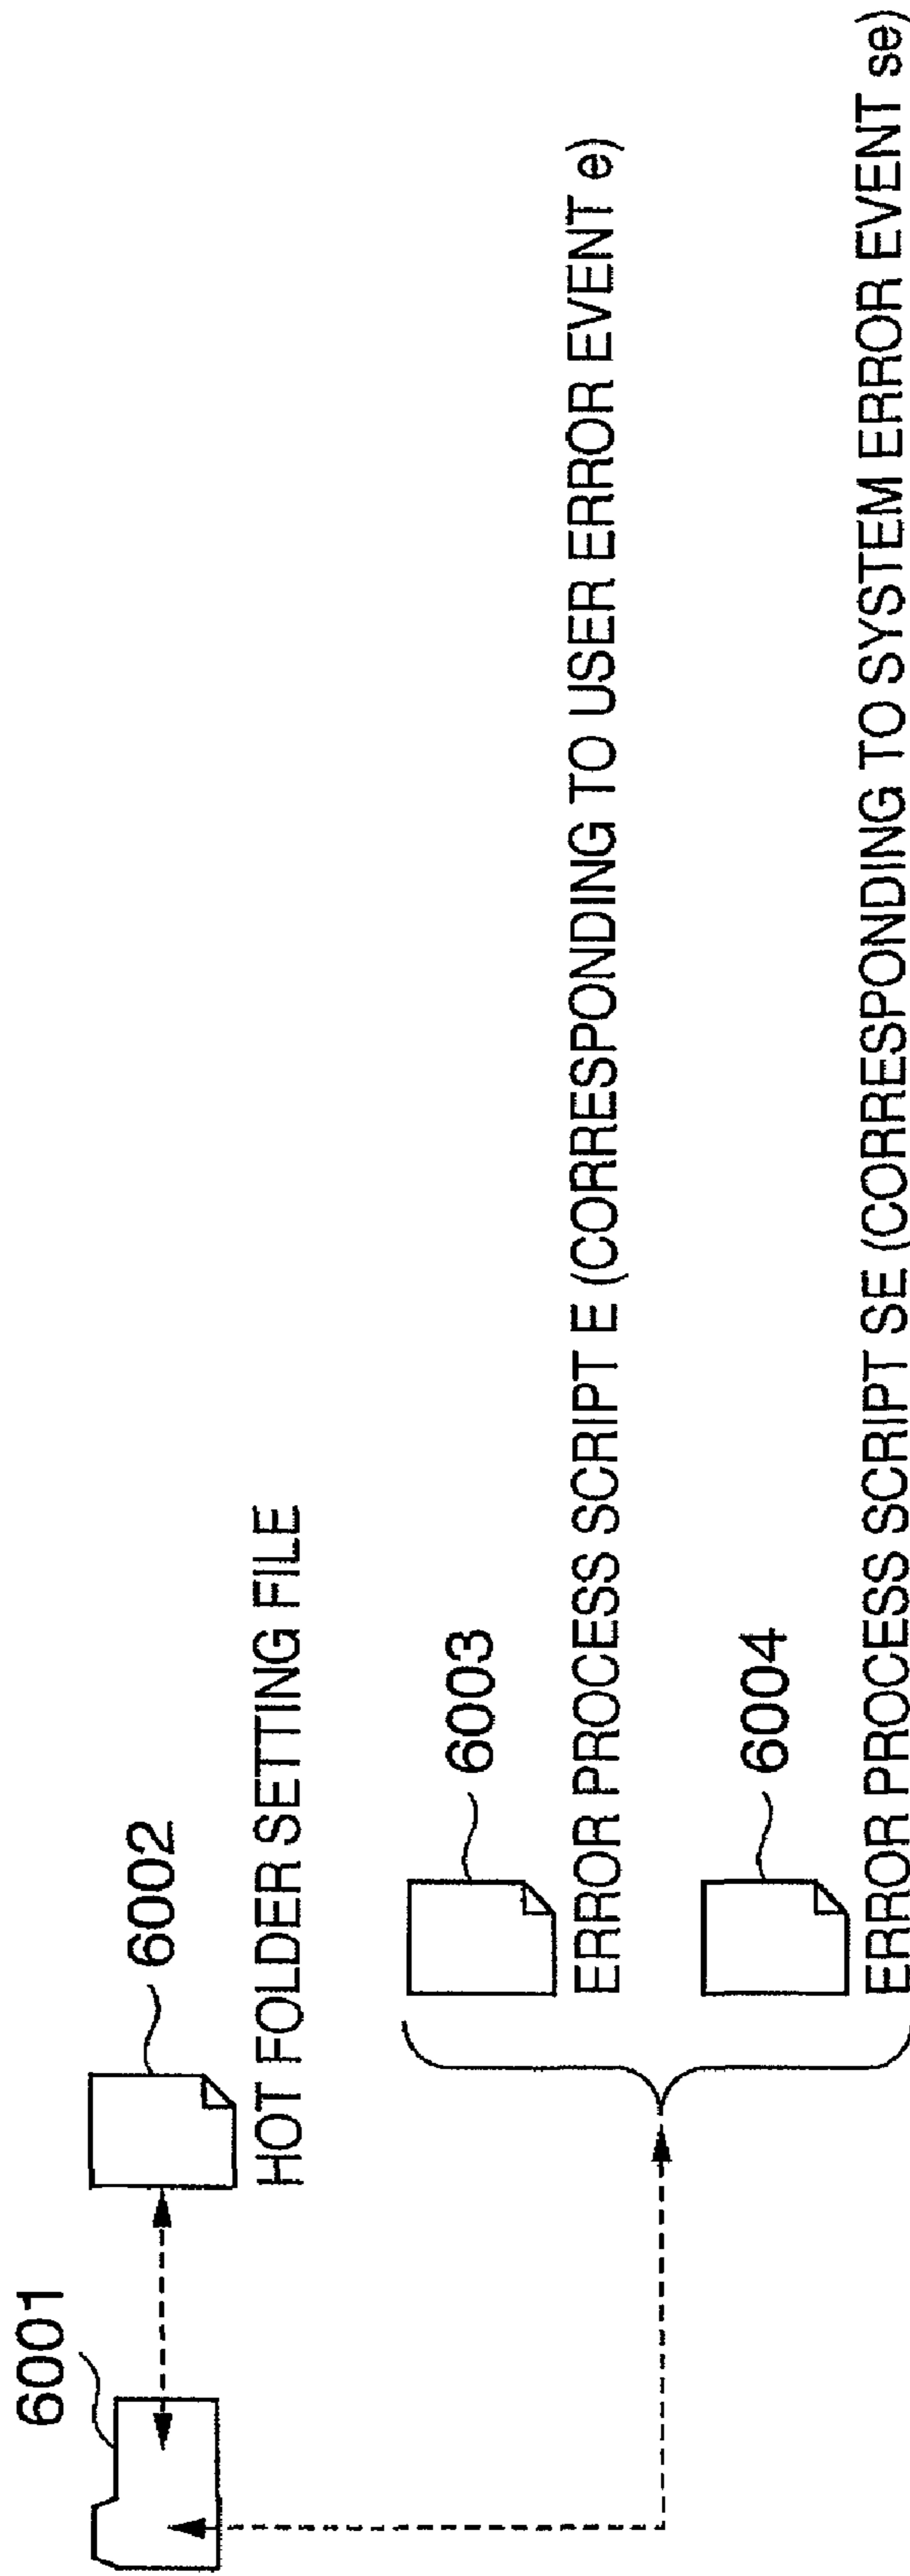 6001
6002
HOT FOLDER SETTING FILE
6003
ERROR PROCESS SCRIPT E (CORRESPONDING TO USER ERROR EVENT e)
6004
ERROR PROCESS SCRIPT SE (CORRESPONDING TO SYSTEM ERROR EVENT se)